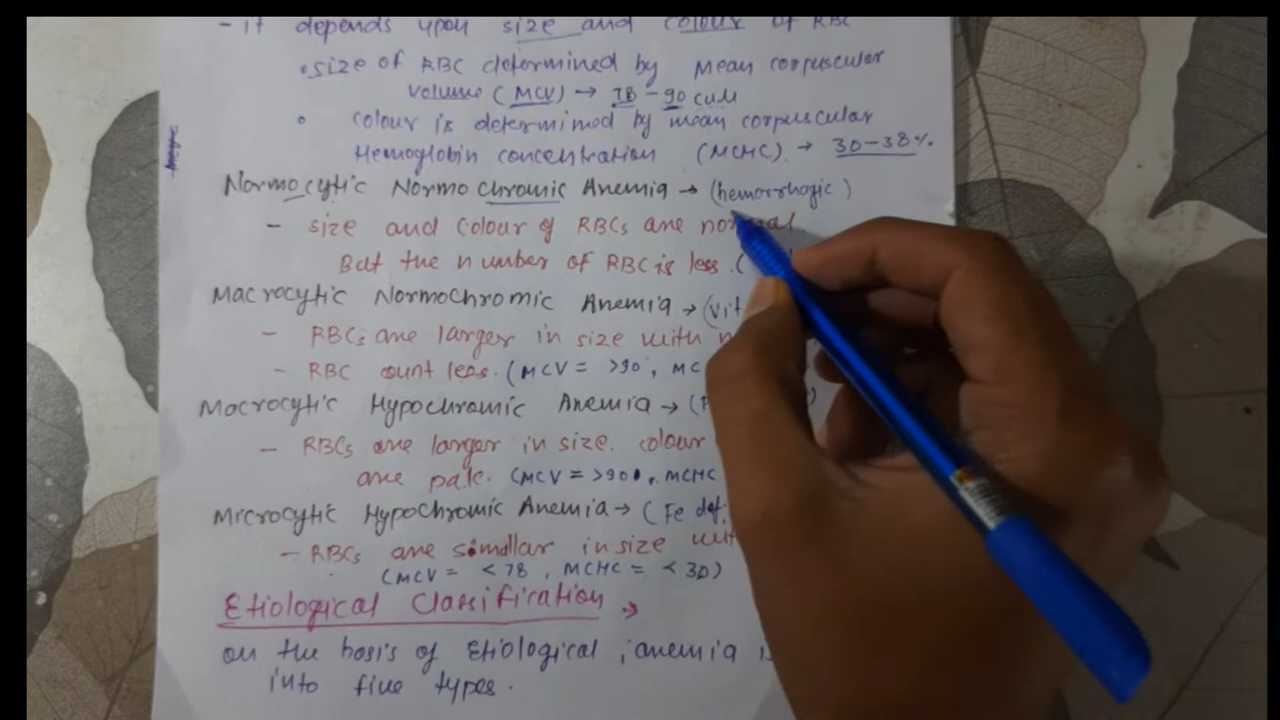 - it depends upon size and colour of RBC
• size of RBC determined by mean corpuscular
volume (MCV) → 78-90 cuu
• colour is determimed by mean corpuscular
Hemoglobin concentration (MCHC). → 30-38%.
Normocytic Normochromic Anemia → (hemorrhagic)
- size and colour of RBCs are normal
But the number of RBC is less. (
Macrocytic Normochromic Anemia → (vit
- RBCs are larger in size with
- RBC count less. (MCV = >90, MC
Macrocytic Hypochromic Anemia → (
- RBCs are larger in size. colour
are pale. (MCV = >90, MCHC
Microcytic Hypochromic Anemia → (Fe def
- RBCs are smaller in size with
(MCV = <78, MCHC = <30)
Etiological Classification →
on the basis of Etiological, anemia
into five types.